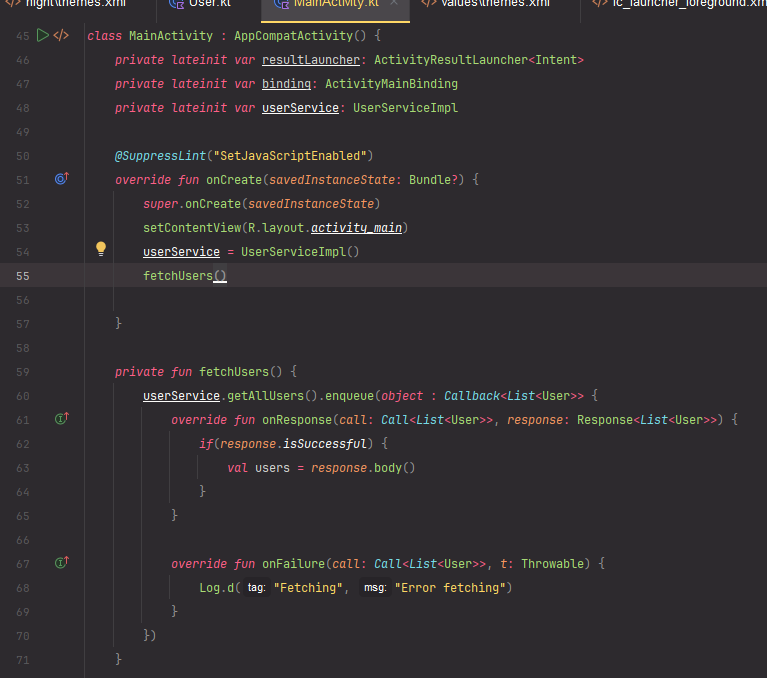 night\themes.xml User.kt MainActivity.kt values\themes.xml ic_launcher_foreground.xm
45 class MainActivity : AppCompatActivity() {
46 private lateinit var resultLauncher: ActivityResultLauncher<Intent>
47 private lateinit var binding: ActivityMainBinding
48 private lateinit var userService: UserServiceImpl
49
50 @SuppressLint("SetJavaScriptEnabled")
51 override fun onCreate(savedInstanceState: Bundle?) {
52 super.onCreate(savedInstanceState)
53 setContentView(R.layout.activity_main)
54 userService = UserServiceImpl()
55 fetchUsers()
56
57 }
58
59 private fun fetchUsers() {
60 userService.getAllUsers().enqueue(object : Callback<List<User>> {
61 override fun onResponse(call: Call<List<User>>, response: Response<List<User>>) {
62 if(response.isSuccessful) {
63 val users = response.body()
64 }
65 }
66
67 override fun onFailure(call: Call<List<User>>, t: Throwable) {
68 Log.d( tag: "Fetching", msg: "Error fetching")
69 }
70 })
71 }